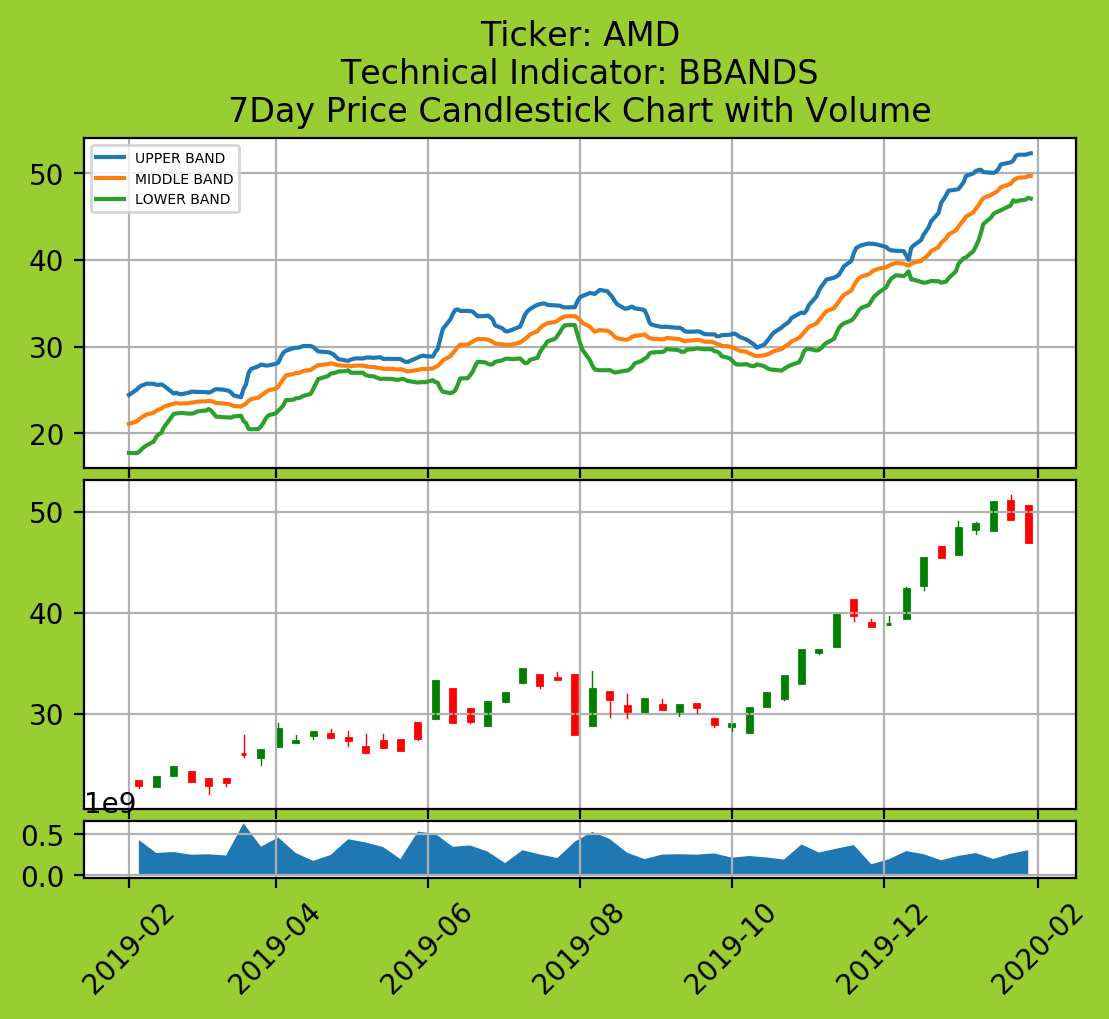 Ticker: AMD
Technical Indicator: BBANDS
7Day Price Candlestick Chart with Volume
UPPER BAND
MIDDLE BAND
LOWER BAND
50
40
30
20
50
40
30
1e9
0.5
0.0
2019-02
2019-04
2019-06
2019-08
2019-10
2019-12
2020-02